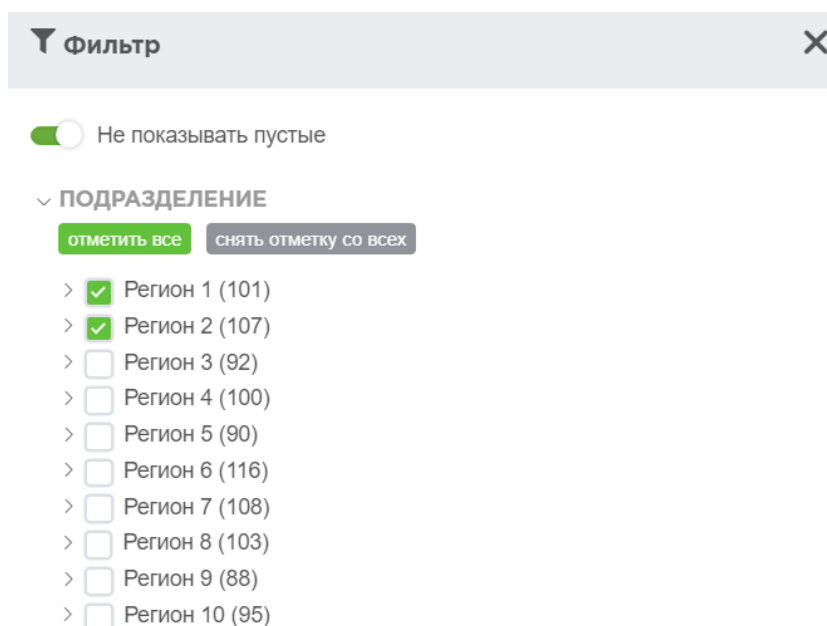 Фильтр
Не показывать пустые
ПОДРАЗДЕЛЕНИЕ
отметить все снять отметку со всех
Регион 1 (101)
Регион 2 (107)
Регион 3 (92)
Регион 4 (100)
Регион 5 (90)
Регион 6 (116)
Регион 7 (108)
Регион 8 (103)
Регион 9 (88)
Регион 10 (95)